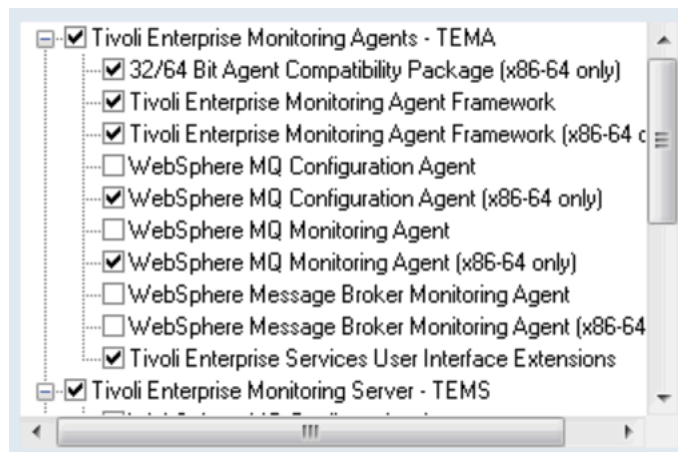 Tivoli Enterprise Monitoring Agents - TEMA
32/64 Bit Agent Compatibility Package (x86-64 only)
Tivoli Enterprise Monitoring Agent Framework
Tivoli Enterprise Monitoring Agent Framework (x86-64
WebSphere MQ Configuration Agent
WebSphere MQ Configuration Agent (x86-64 only)
WebSphere MQ Monitoring Agent
WebSphere MQ Monitoring Agent (x86-64 only)
WebSphere Message Broker Monitoring Agent
WebSphere Message Broker Monitoring Agent (x86-64
Tivoli Enterprise Services User Interface Extensions
Tivoli Enterprise Monitoring Server - TEMS